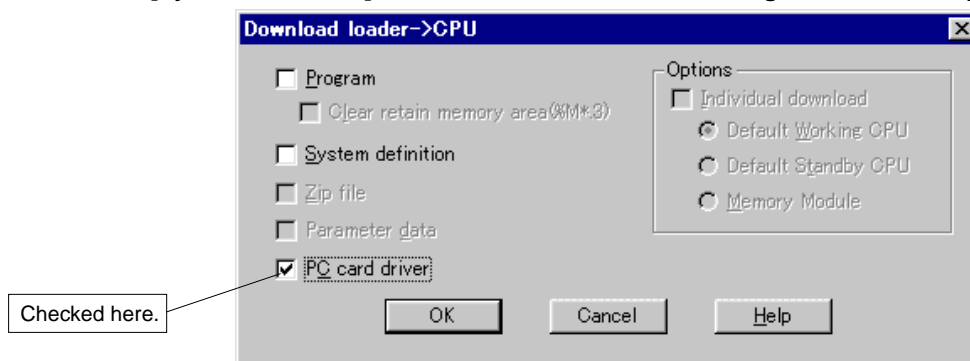 Download loader->CPU
Program
Clear retain memory area(%M*.3)
System definition
Zip file
Parameter data
PC card driver
Options
Individual download
Default Working CPU
Default Standby CPU
Memory Module
Checked here.
OK
Cancel
Help